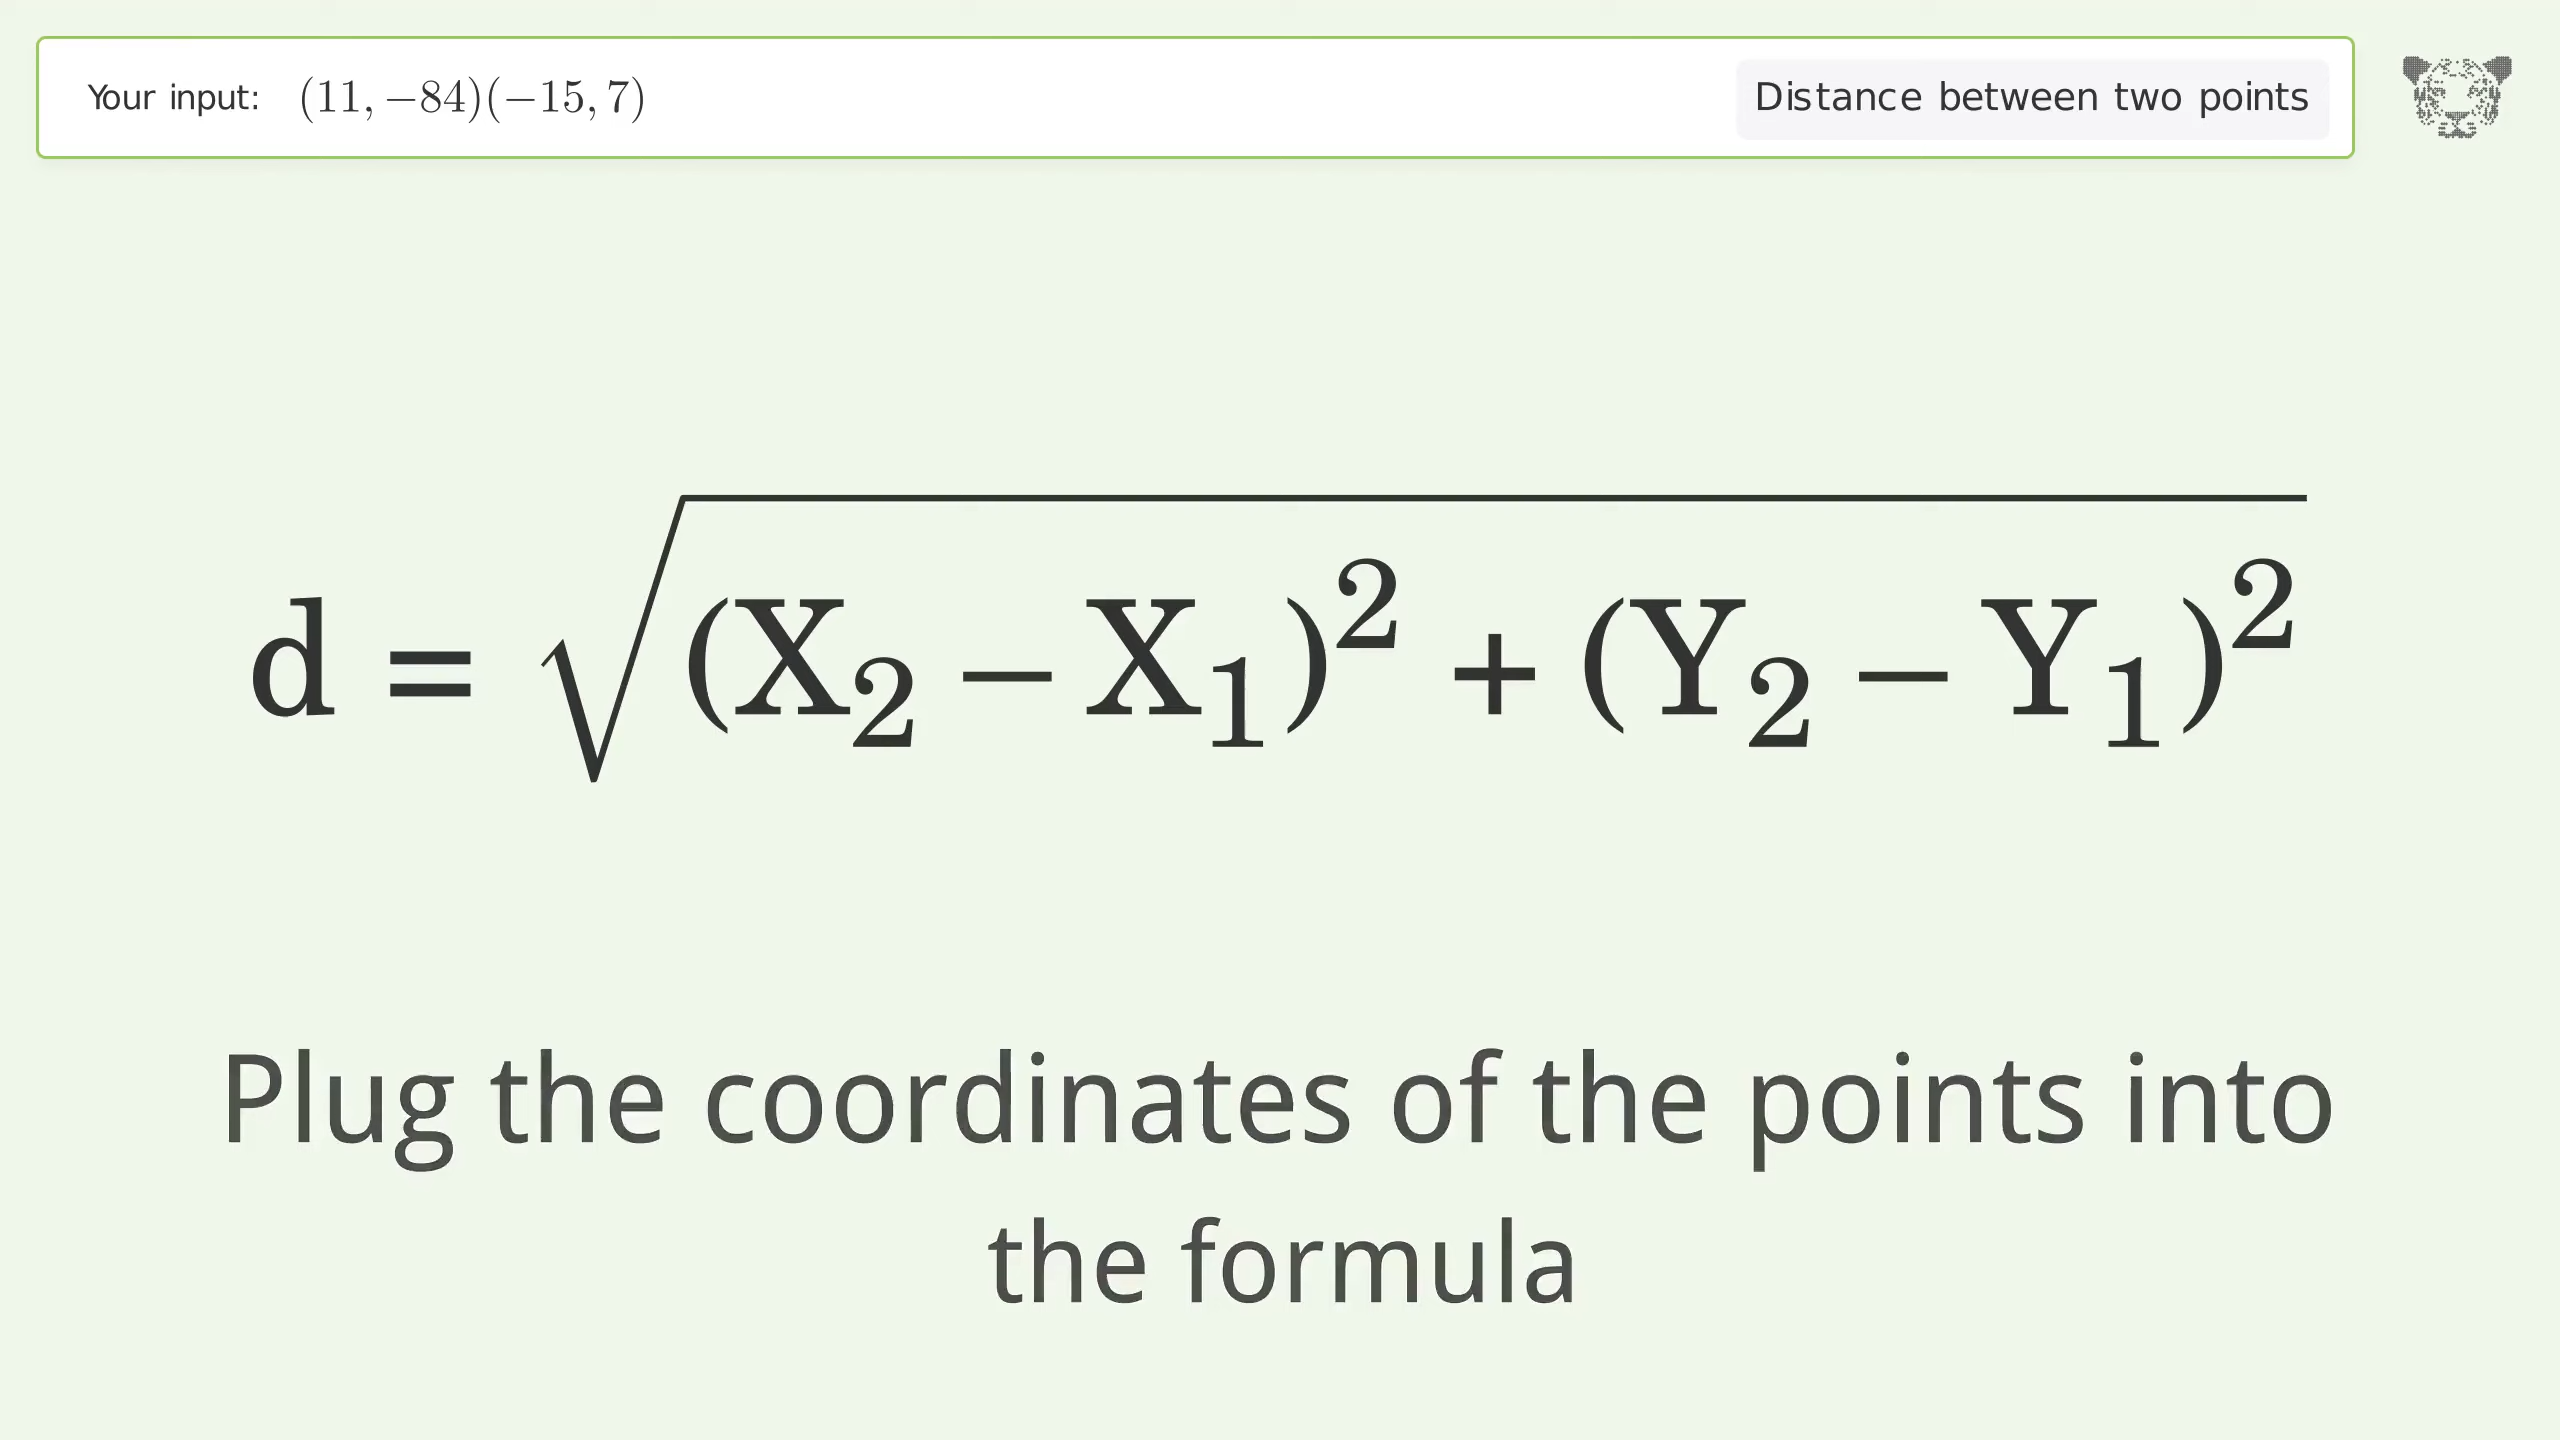 Your input: (11, −84)(−15, 7) Distance between two points
d = √(X₂ − X₁)² + (Y₂ − Y₁)²
Plug the coordinates of the points into
the formula